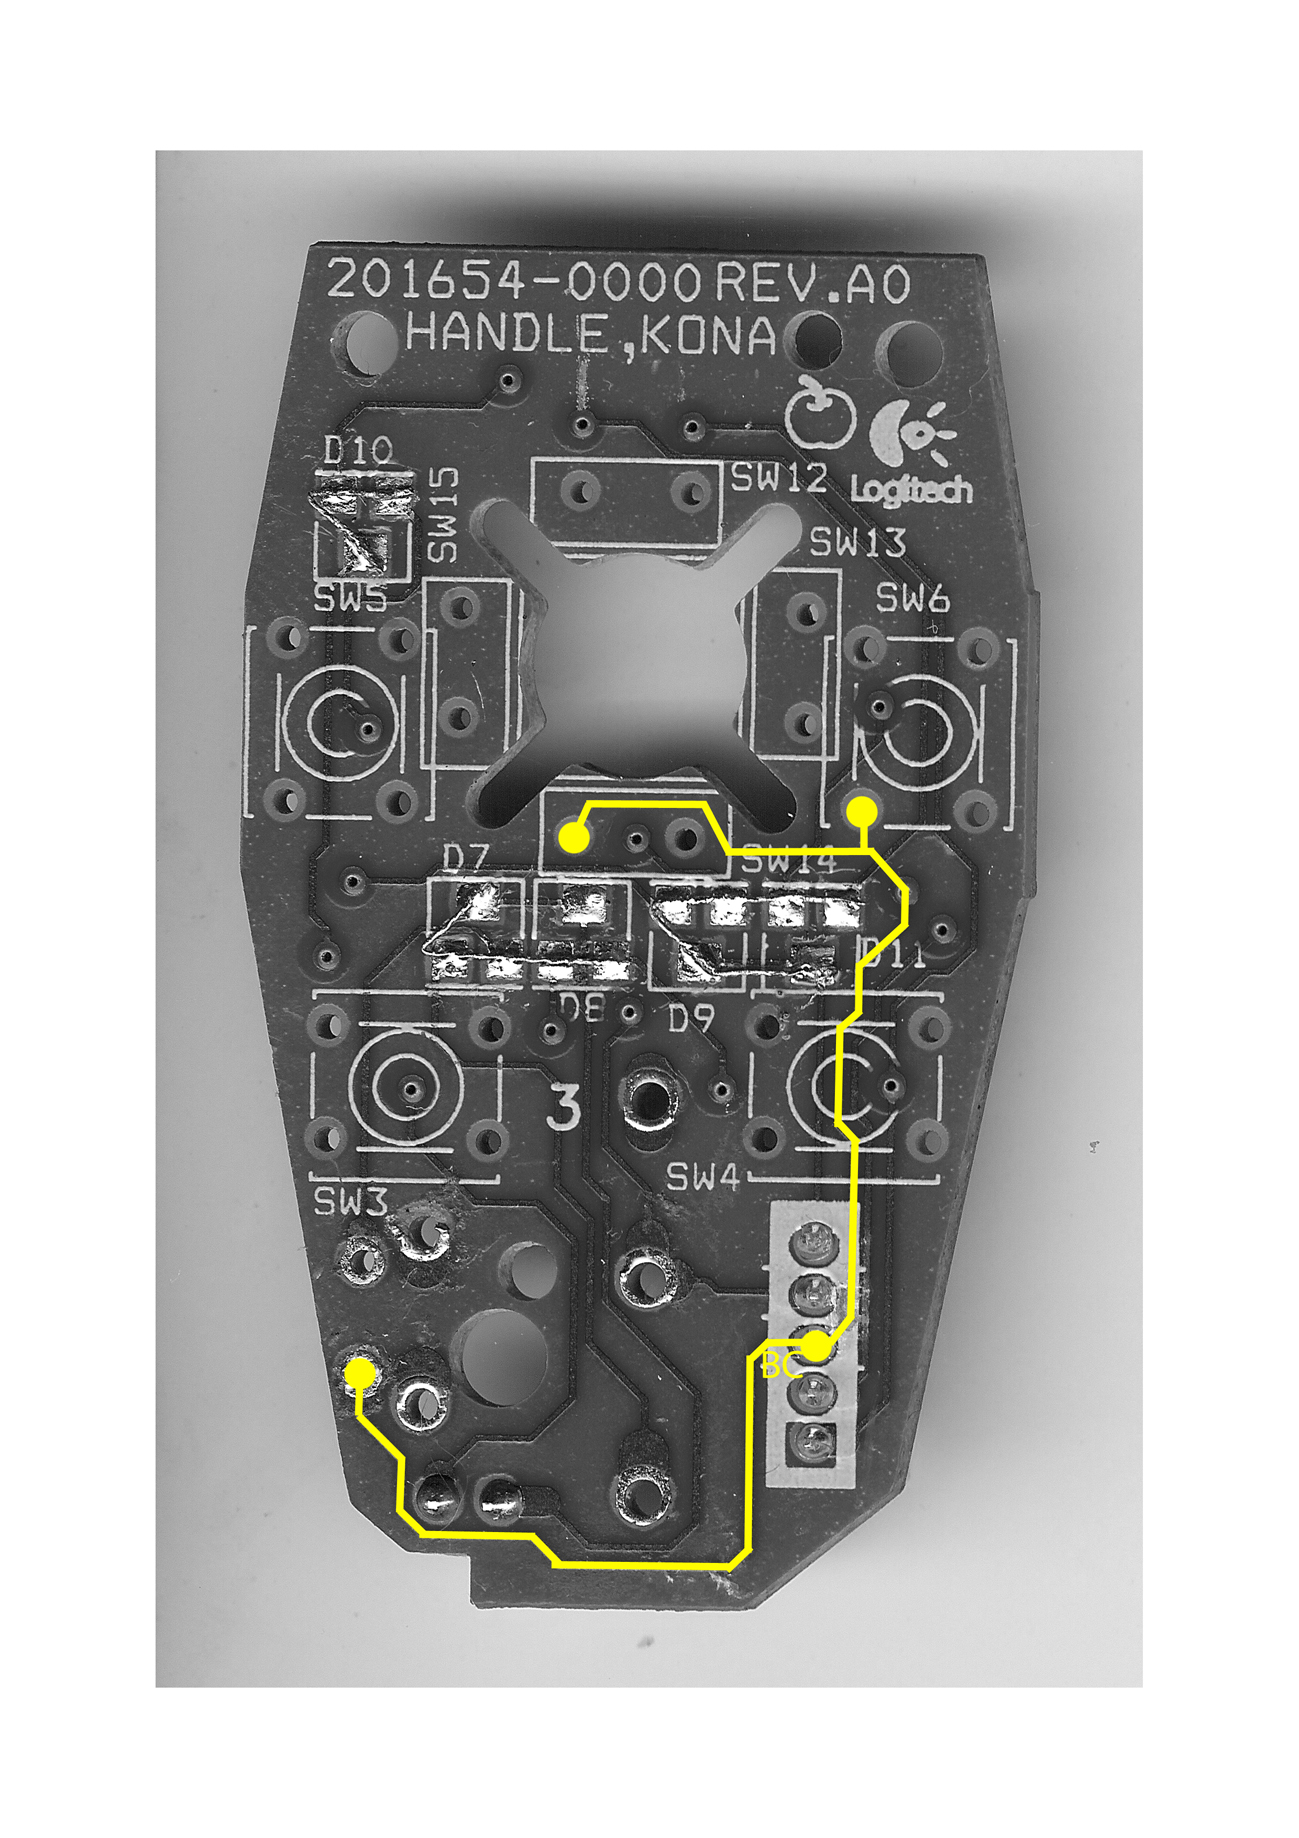 201654-0000 REV.A0
HANDLE,KONA
D10
SW15
SW12
Logitech
SW13
SW5
SW6
D7
SW14
D11
D8
D9
3
SW4
SW3
BC